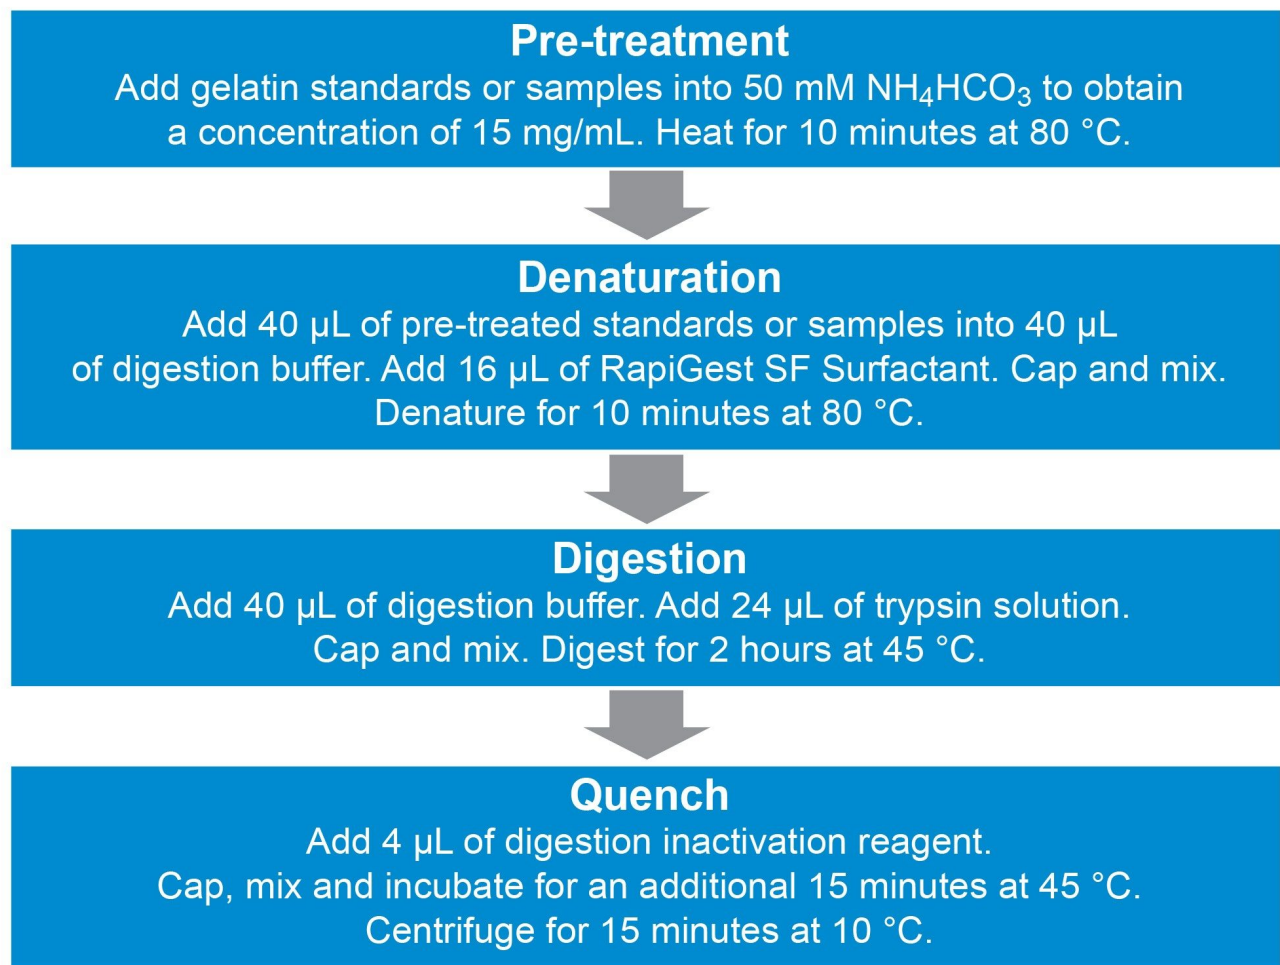 Pre-treatment
Add gelatin standards or samples into 50 mM NH₄HCO₃ to obtain
a concentration of 15 mg/mL. Heat for 10 minutes at 80 °C.
Denaturation
Add 40 µL of pre-treated standards or samples into 40 µL
of digestion buffer. Add 16 µL of RapiGest SF Surfactant. Cap and mix.
Denature for 10 minutes at 80 °C.
Digestion
Add 40 µL of digestion buffer. Add 24 µL of trypsin solution.
Cap and mix. Digest for 2 hours at 45 °C.
Quench
Add 4 µL of digestion inactivation reagent.
Cap, mix and incubate for an additional 15 minutes at 45 °C.
Centrifuge for 15 minutes at 10 °C.